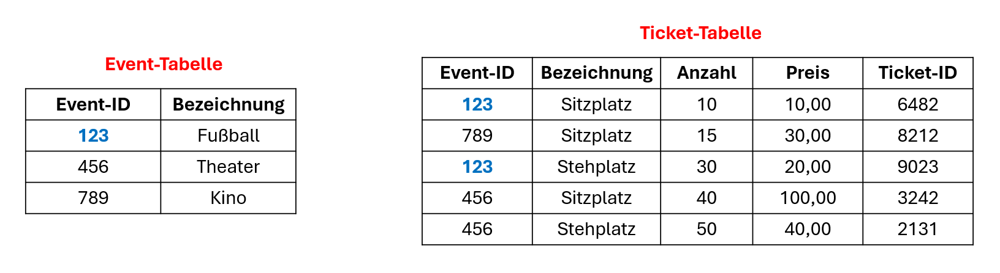 Event-Tabelle
Event-ID Bezeichnung
123 Fußball
456 Theater
789 Kino
Ticket-Tabelle
Event-ID Bezeichnung Anzahl Preis Ticket-ID
123 Sitzplatz 10 10,00 6482
789 Sitzplatz 15 30,00 8212
123 Stehplatz 30 20,00 9023
456 Sitzplatz 40 100,00 3242
456 Stehplatz 50 40,00 2131